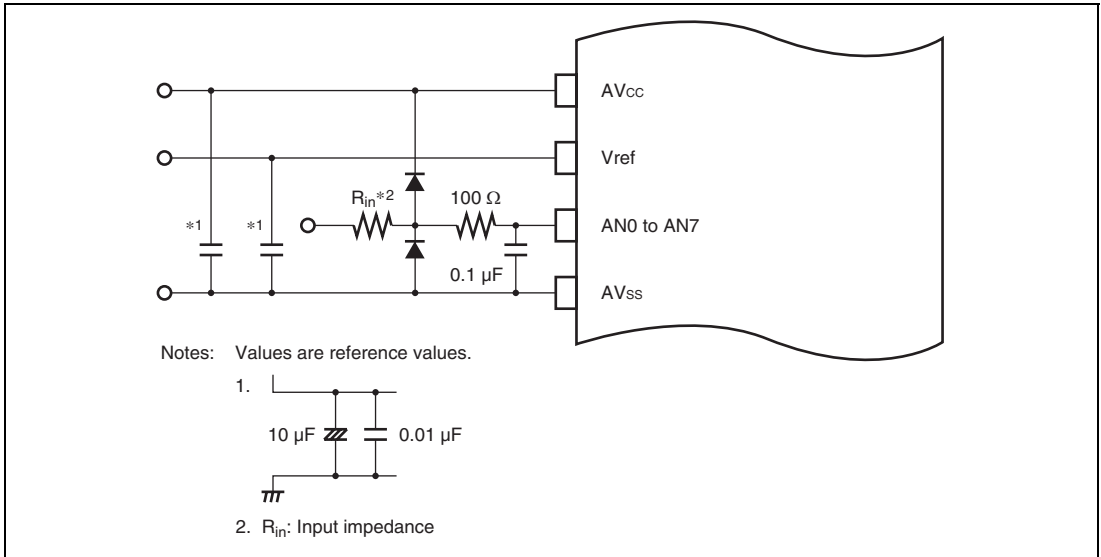 AVcc
Vref
Rin*2
100 Ω
*1
*1
AN0 to AN7
0.1 µF
AVss
Notes: Values are reference values.
1.
10 µF
0.01 µF
2. Rin: Input impedance